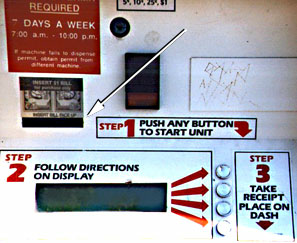 REQUIRED
7 DAYS A WEEK
7:00 a.m. - 10:00 p.m.
If machine fails to dispense
permit, obtain permit from
different machine.
5¢, 10¢, 25¢, $1
INSERT $1 BILL
INSERT BILL FACE UP
STEP 1 PUSH ANY BUTTON
TO START UNIT
STEP
2 FOLLOW DIRECTIONS
ON DISPLAY
STEP
3
TAKE
RECEIPT
PLACE ON
DASH